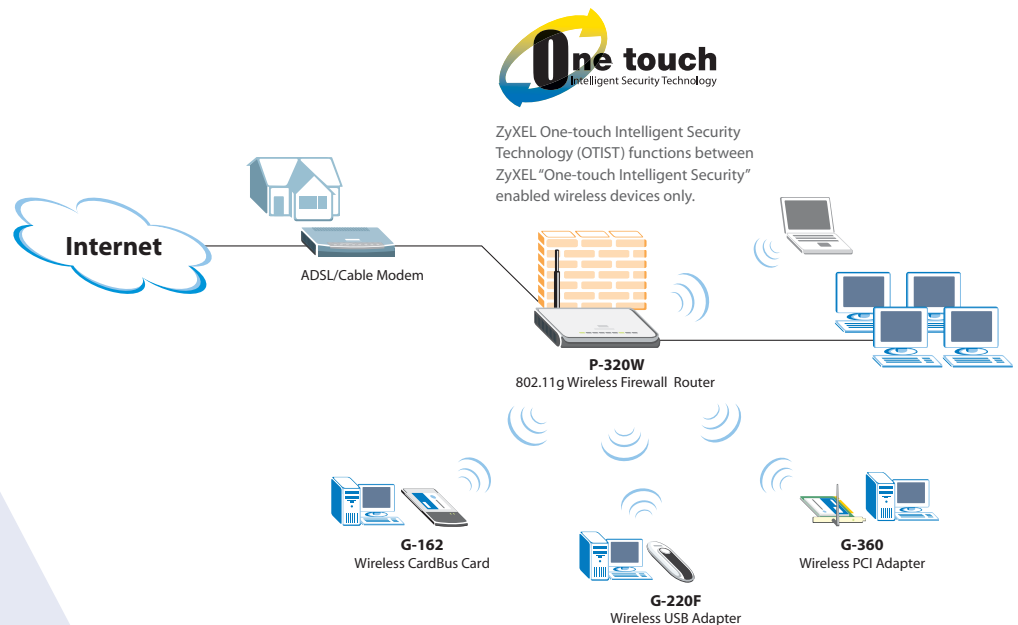 One touch
Intelligent Security Technology
ZyXEL One-touch Intelligent Security
Technology (OTIST) functions between
ZyXEL “One-touch Intelligent Security”
enabled wireless devices only.
Internet
ADSL/Cable Modem
P-320W
802.11g Wireless Firewall Router
G-162
Wireless CardBus Card
G-360
Wireless PCI Adapter
G-220F
Wireless USB Adapter